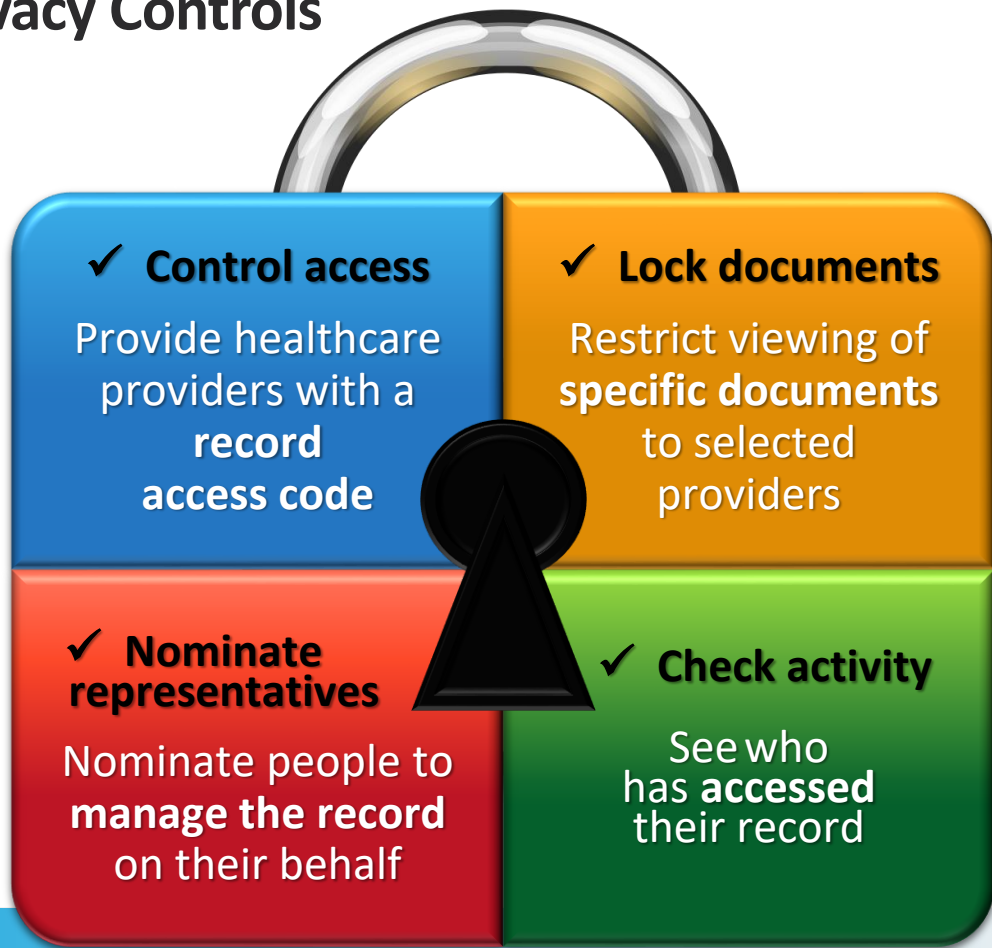 vacy Controls
✓ Control access
Provide healthcare
providers with a
record
access code
✓ Lock documents
Restrict viewing of
specific documents
to selected
providers
✓ Nominate
representatives
Nominate people to
manage the record
on their behalf
✓ Check activity
See who
has accessed
their record